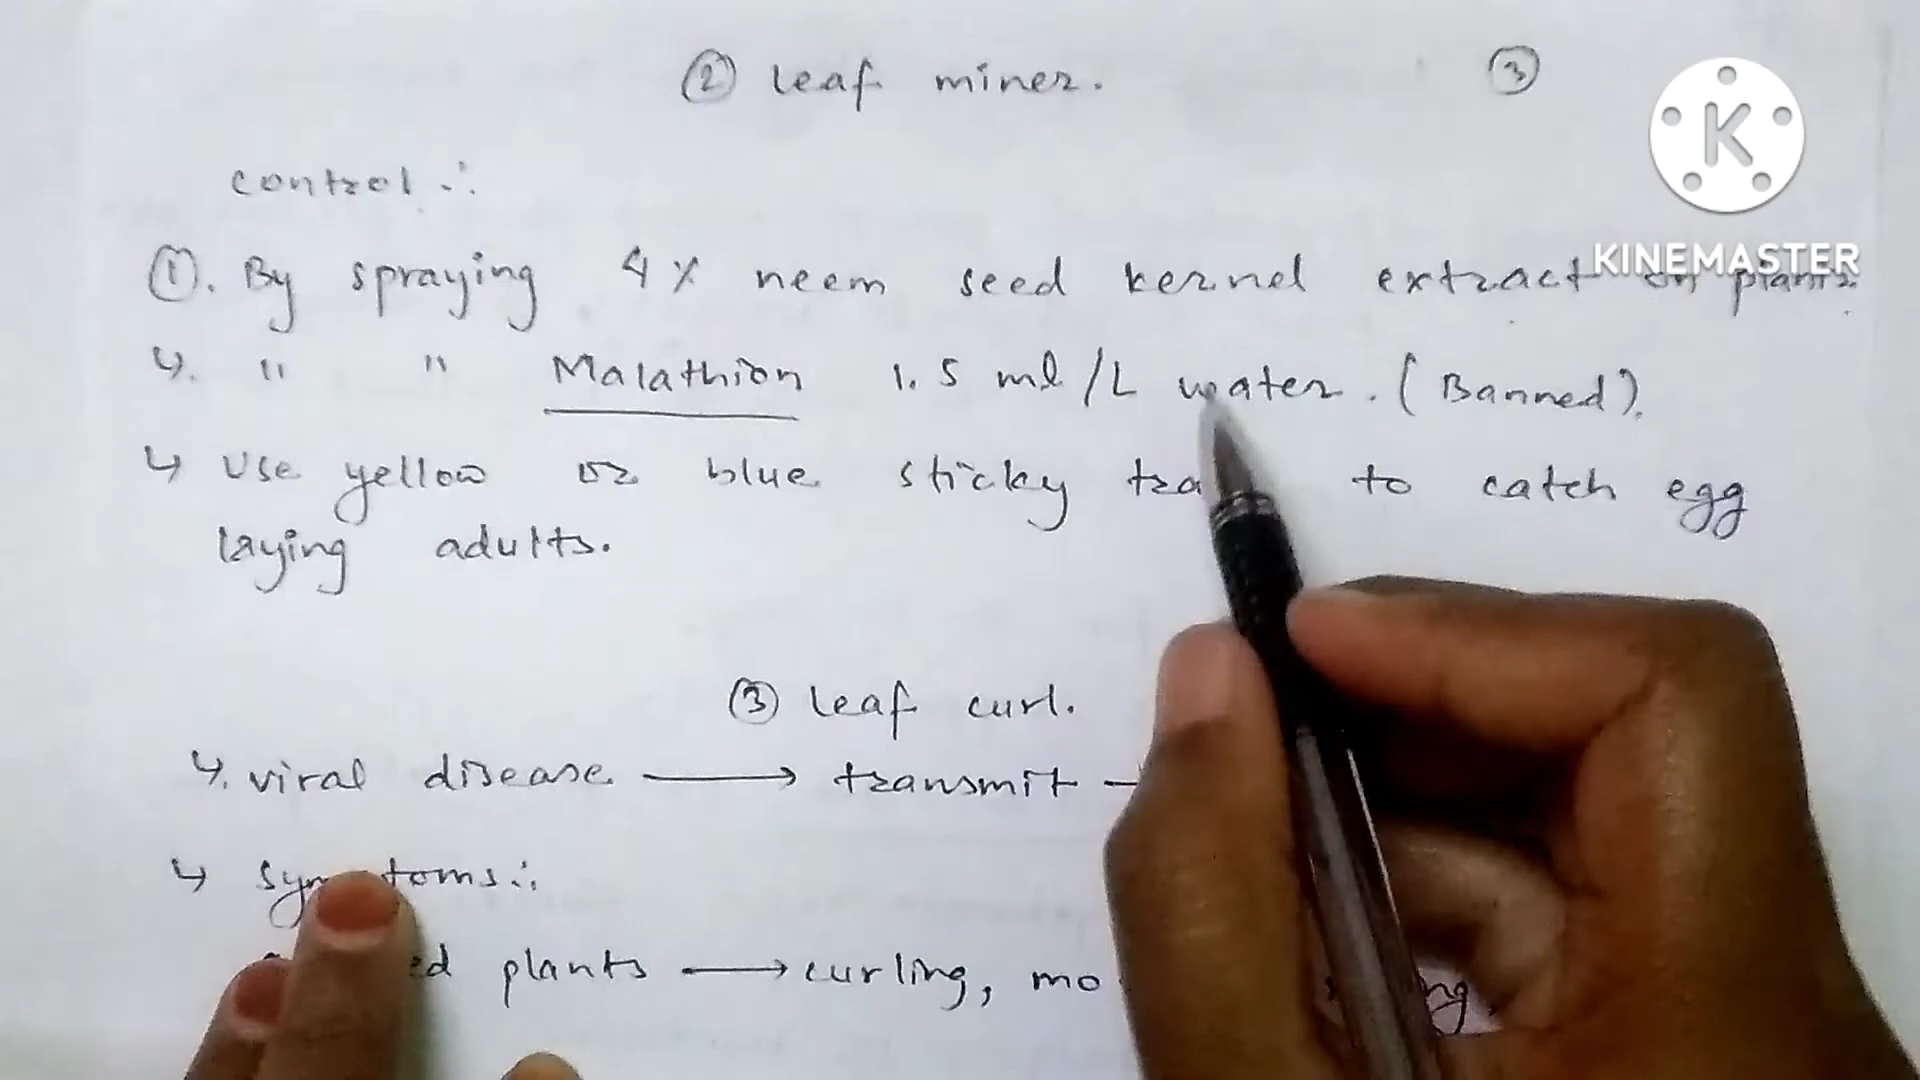 ② leaf miner.
③
control ∴
①. By spraying 4% neem seed kernel extract on plants.
↳. " " Malathion 1.5 ml/L water. (Banned).
↳ Use yellow or blue sticky to catch egg
laying adults.
③ leaf curl.
↳. viral disease. ⟶ transmit
↳ symptoms ∴
plants ⟶ curling,
K
KINEMASTER